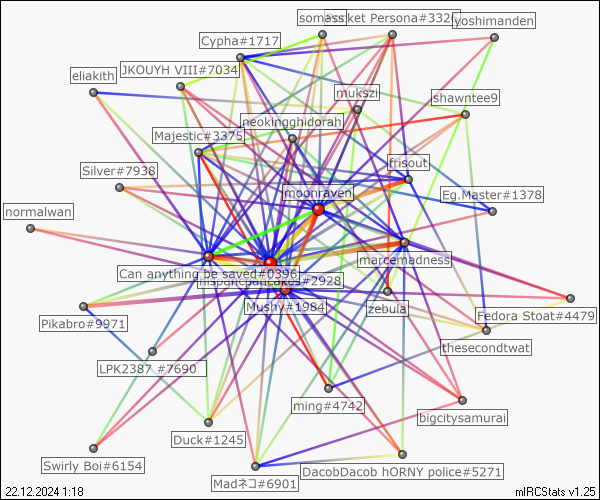 somass
Pocket Persona#3326
yoshimanden
Cypha#1717
JKOUYH VIII#7034
eliakith
mukszi
shawntee9
neokingghidorah
Majestic#3375
frisout
Silver#7938
moonraven
Eg.Master#1378
normalwan
marcemadness
Can anything be saved#0396
mspancpancakes#2928
Mushy#1984
zebula
Fedora Stoat#4479
Pikabro#9971
thesecondtwat
LPK2387 #7690
ming#4742
bigcitysamurai
Duck#1245
Swirly Boi#6154
DacobDacob hORNY police#5271
Madネコ#6901
22.12.2024 1:18
mIRCStats v1.25